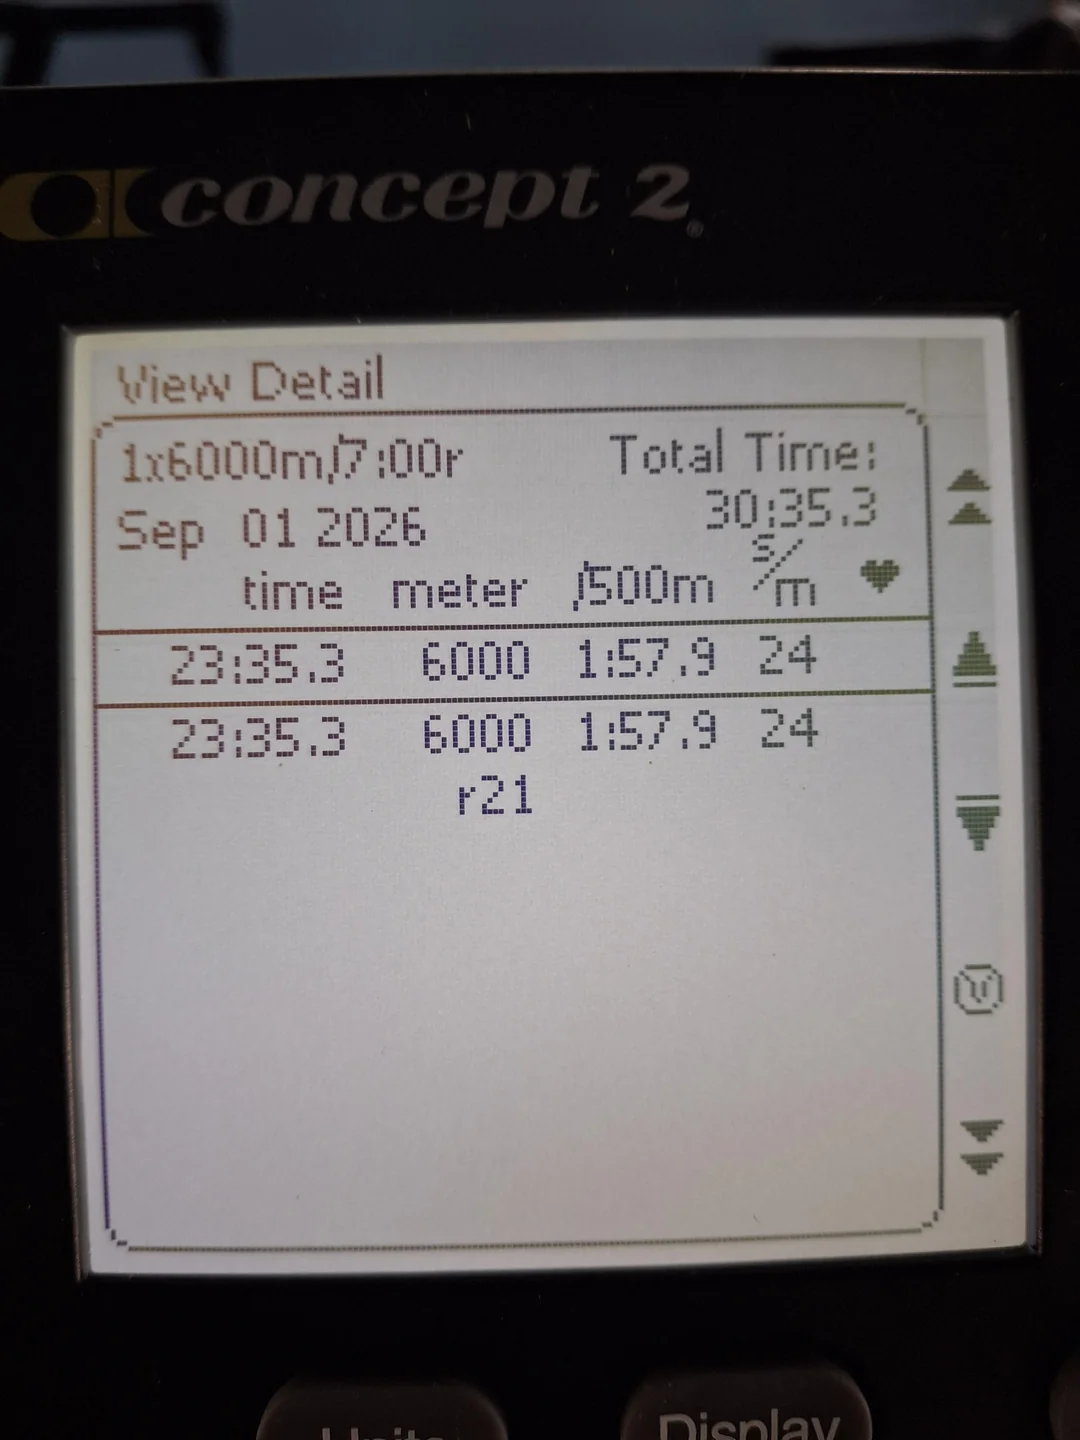 concept 2®
View Detail
1x6000m/7:00r Total Time:
Sep 01 2026 30:35.3
time meter /500m s/m
23:35.3 6000 1:57.9 24
23:35.3 6000 1:57.9 24
r21
Units Display